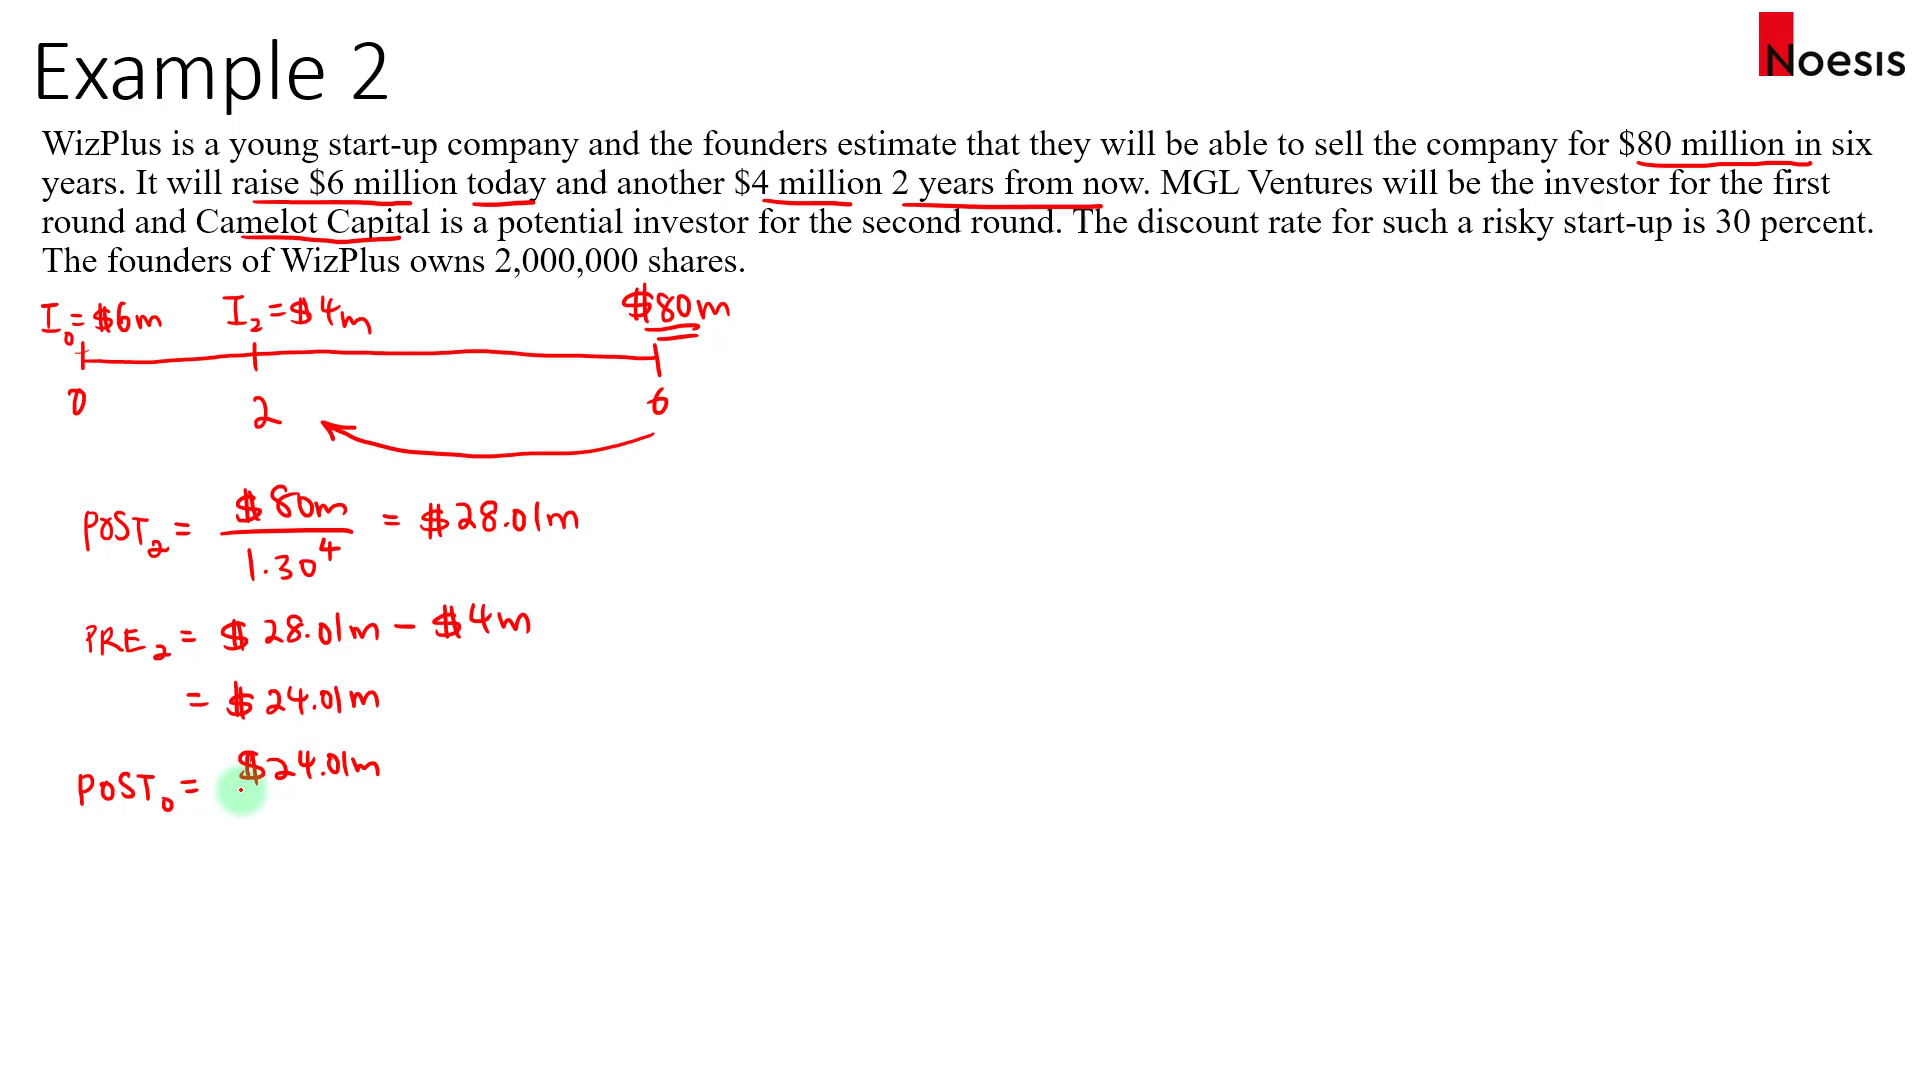 Example 2
Noesis
WizPlus is a young start-up company and the founders estimate that they will be able to sell the company for $80 million in six
years. It will raise $6 million today and another $4 million 2 years from now. MGL Ventures will be the investor for the first
round and Camelot Capital is a potential investor for the second round. The discount rate for such a risky start-up is 30 percent.
The founders of WizPlus owns 2,000,000 shares.
I₀ = $6m I₂ = $4m $80m
0 2 6
POST₂ = $80m / 1.30⁴ = $28.01m
PRE₂ = $28.01m - $4m
= $24.01m
POST₀ = $24.01m